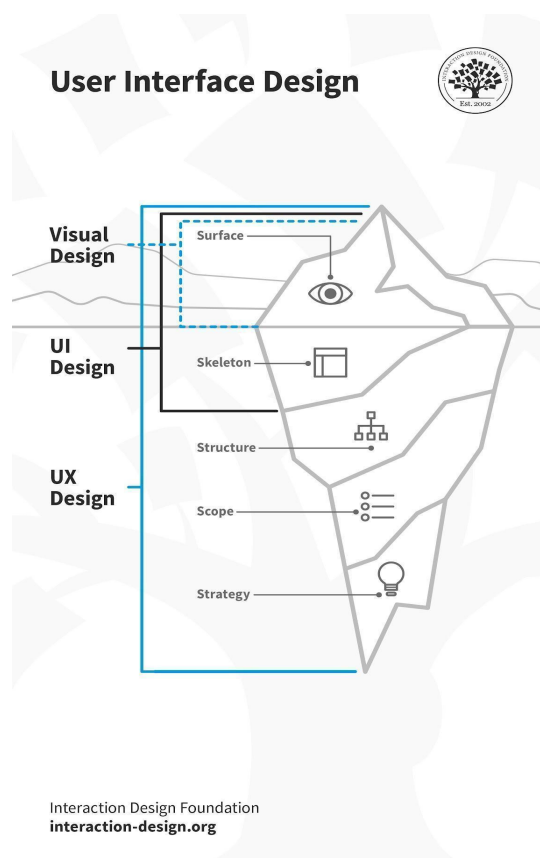 User Interface Design
INTERACTION DESIGN FOUNDATION
Est. 2002
Visual
Design
Surface
UI
Design
Skeleton
Structure
UX
Design
Scope
Strategy
Interaction Design Foundation
interaction-design.org